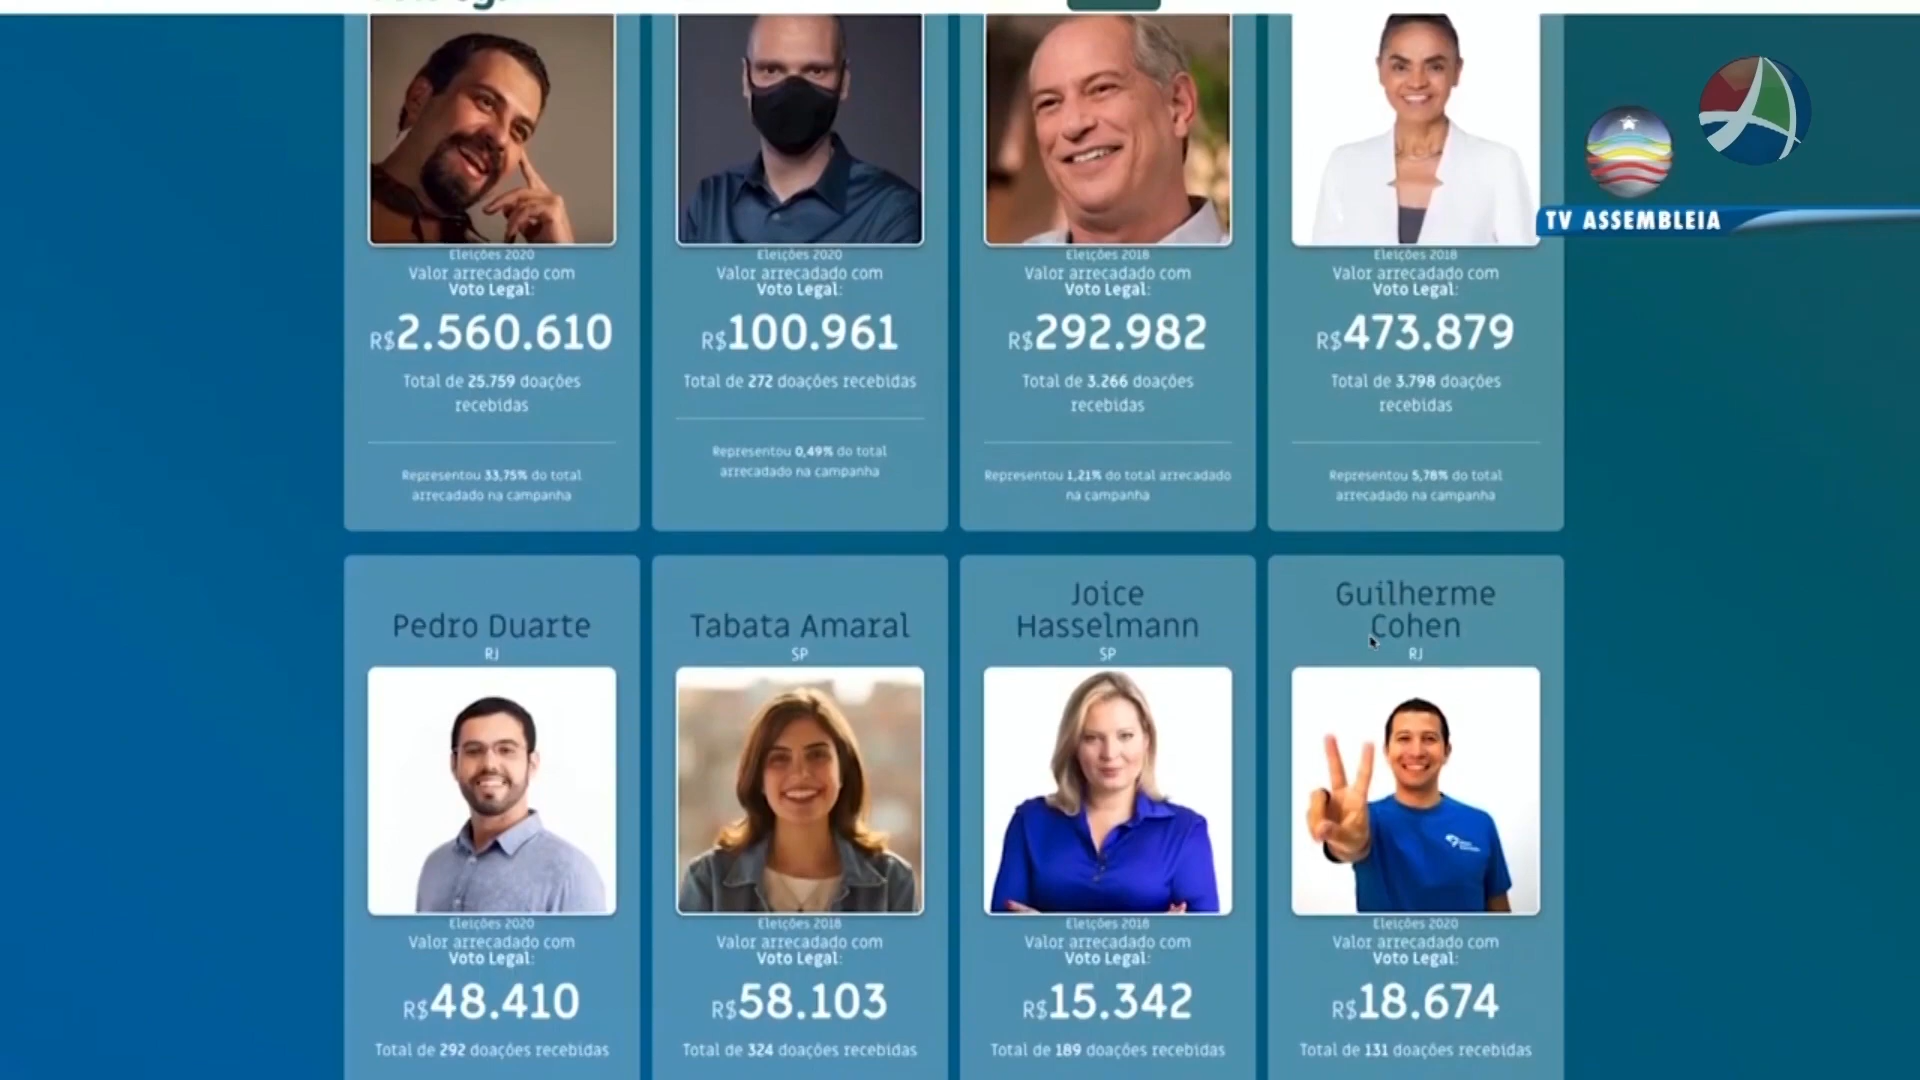 TV ASSEMBLEIA
Eleições 2020
Valor arrecadado com
Voto Legal:
R$2.560.610
Total de 25.759 doações
recebidas
Representou 33,75% do total
arrecadado na campanha
Eleições 2020
Valor arrecadado com
Voto Legal:
R$100.961
Total de 272 doações recebidas
Representou 0,49% do total
arrecadado na campanha
Eleições 2018
Valor arrecadado com
Voto Legal:
R$292.982
Total de 3.266 doações
recebidas
Representou 1,21% do total arrecadado
na campanha
Eleições 2018
Valor arrecadado com
Voto Legal:
R$473.879
Total de 3.798 doações
recebidas
Representou 5,78% do total
arrecadado na campanha
Pedro Duarte
RJ
Eleições 2020
Valor arrecadado com
Voto Legal:
R$48.410
Total de 292 doações recebidas
Tabata Amaral
SP
Eleições 2018
Valor arrecadado com
Voto Legal:
R$58.103
Total de 324 doações recebidas
Joice
Hasselmann
SP
Eleições 2018
Valor arrecadado com
Voto Legal:
R$15.342
Total de 189 doações recebidas
Guilherme
Cohen
RJ
Eleições 2020
Valor arrecadado com
Voto Legal:
R$18.674
Total de 131 doações recebidas